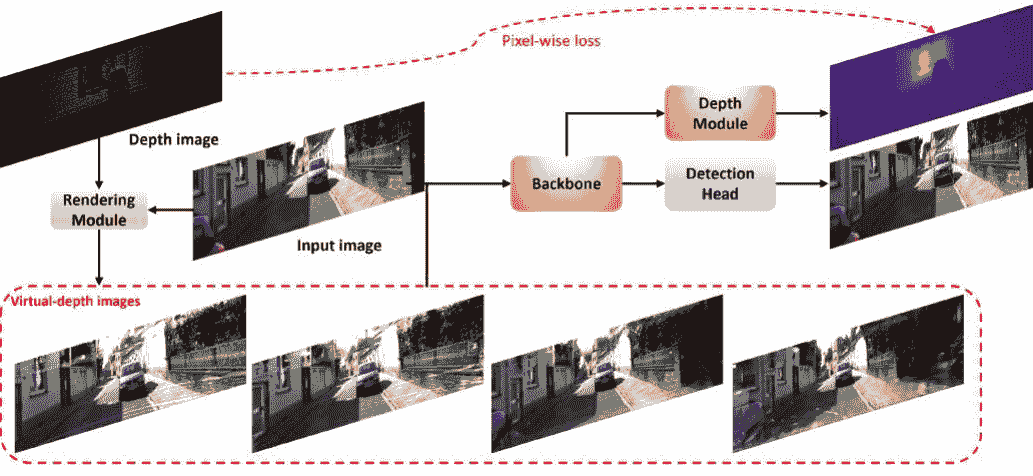 Pixel-wise loss
Depth image
Depth
Module
Rendering
Module
Backbone
Detection
Head
Input image
Virtual-depth images